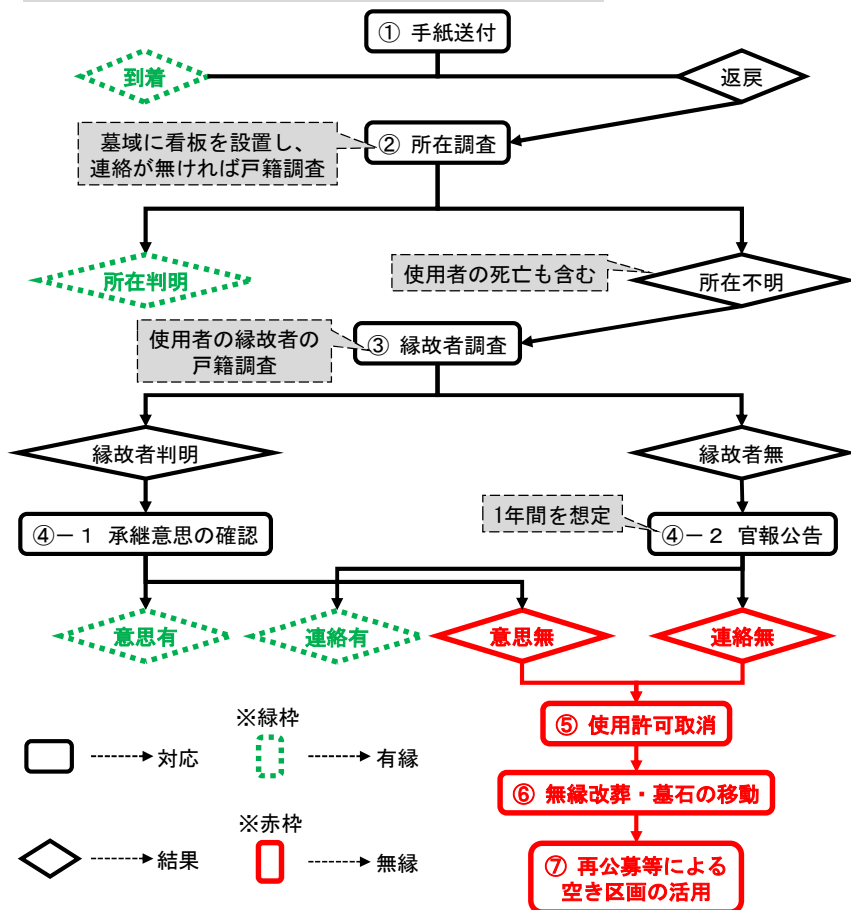 ① 手紙送付
到着
返戻
墓域に看板を設置し、
連絡が無ければ戸籍調査
② 所在調査
所在判明
使用者の死亡も含む
所在不明
使用者の縁故者の
戸籍調査
③ 縁故者調査
縁故者判明
縁故者無
④－１ 承継意思の確認
1年間を想定
④－２ 官報公告
意思有
連絡有
意思無
連絡無
⑤ 使用許可取消
⑥ 無縁改葬・墓石の移動
⑦ 再公募等による
空き区画の活用
対応
※緑枠
有縁
結果
※赤枠
無縁